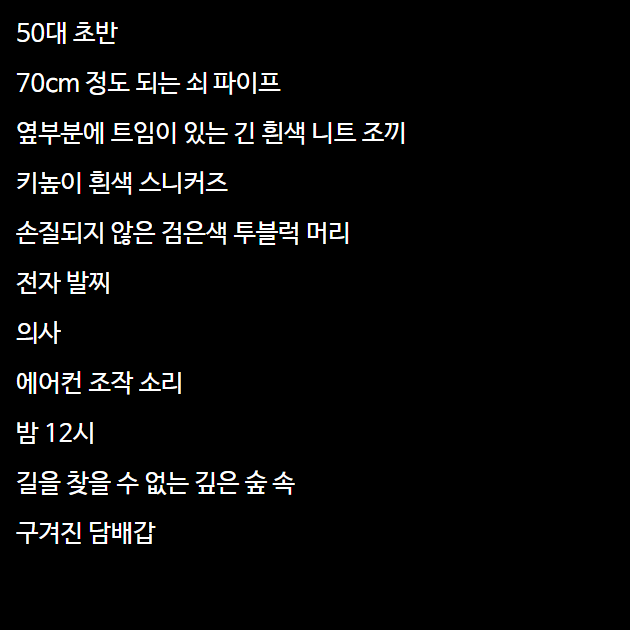 50대 초반
70cm 정도 되는 쇠 파이프
옆부분에 트임이 있는 긴 흰색 니트 조끼
키높이 흰색 스니커즈
손질되지 않은 검은색 투블럭 머리
전자 발찌
의사
에어컨 조작 소리
밤 12시
길을 찾을 수 없는 깊은 숲 속
구겨진 담배갑